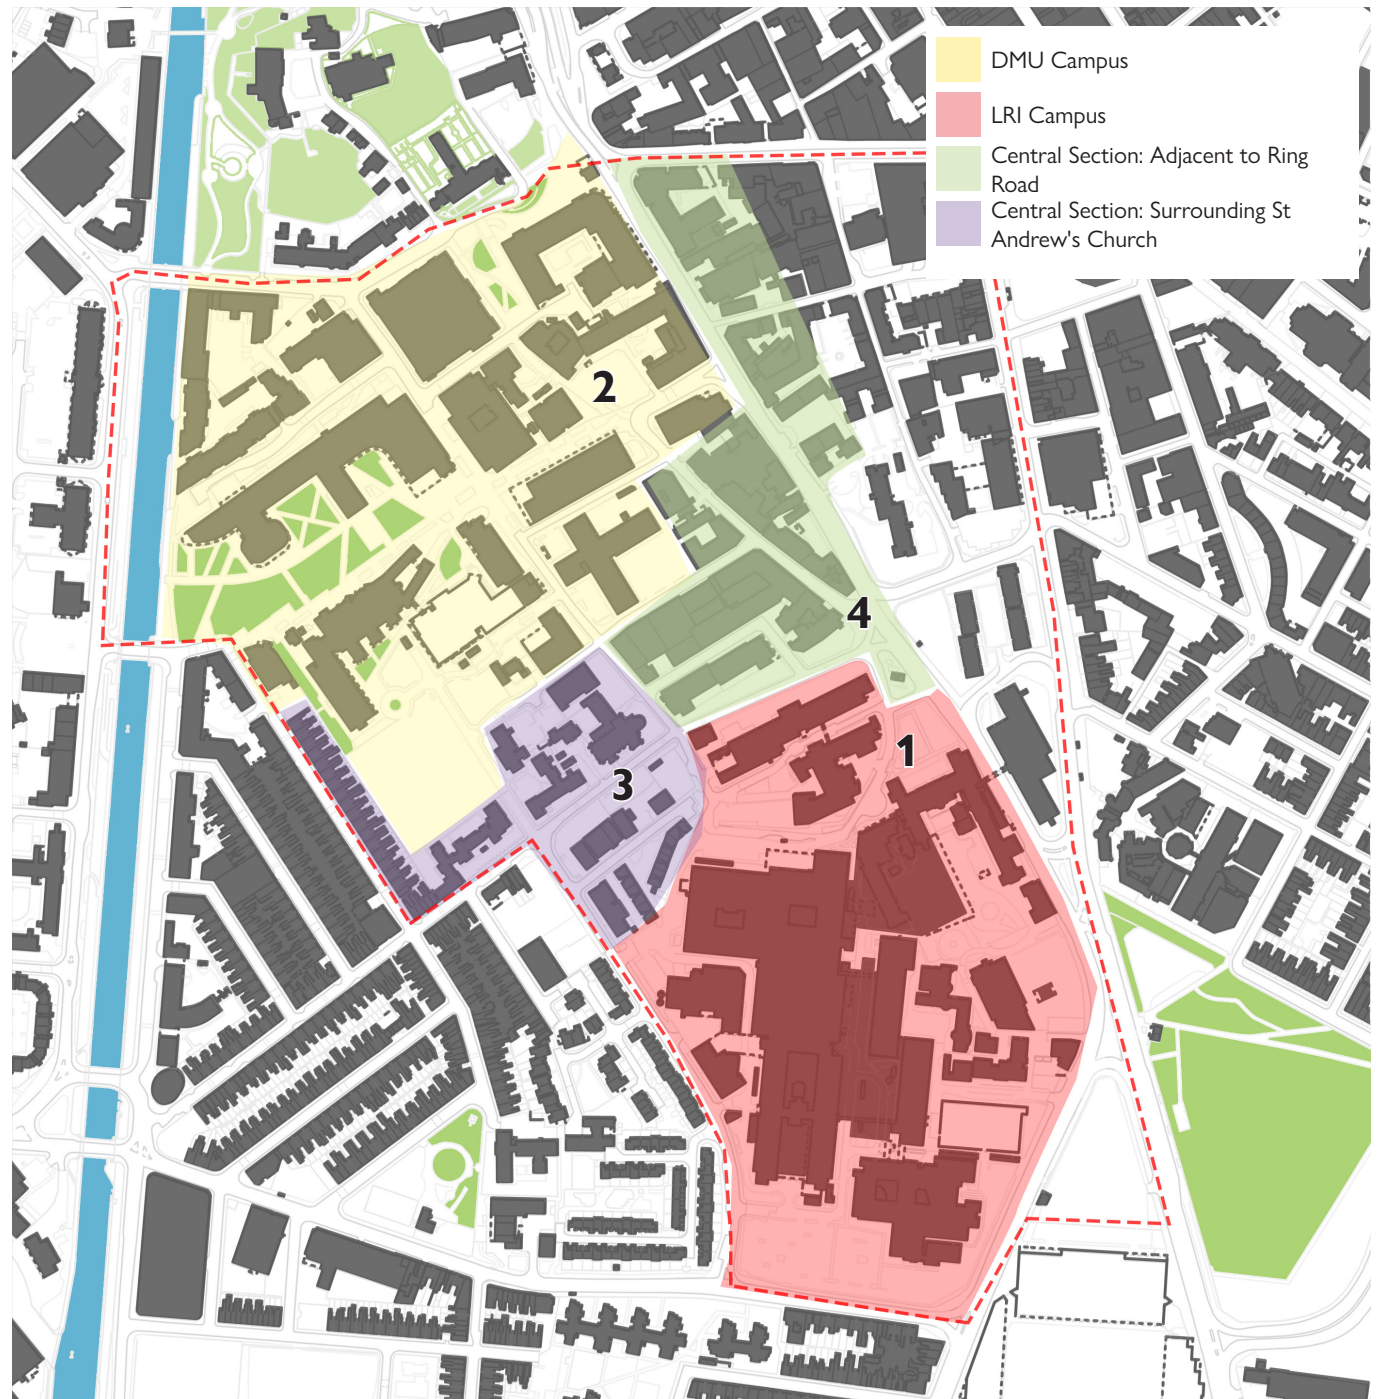 DMU Campus
LRI Campus
Central Section: Adjacent to Ring
Road
Central Section: Surrounding St
Andrew's Church
2
4
1
3